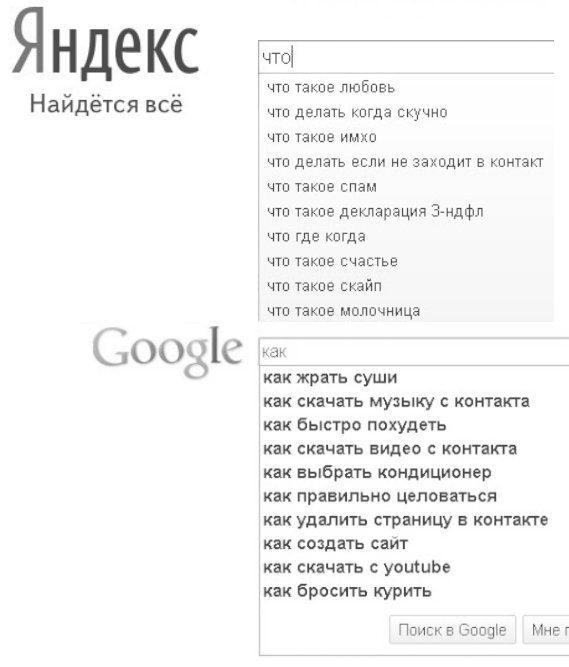 Яндекс
Найдётся всё
что
что такое любовь
что делать когда скучно
что такое имхо
что делать если не заходит в контакт
что такое спам
что такое декларация 3-ндфл
что где когда
что такое счастье
что такое скайп
что такое молочница
Google
как
как жрать суши
как скачать музыку с контакта
как быстро похудеть
как скачать видео с контакта
как выбрать кондиционер
как правильно целоваться
как удалить страницу в контакте
как создать сайт
как скачать с youtube
как бросить курить
Поиск в Google
Мне